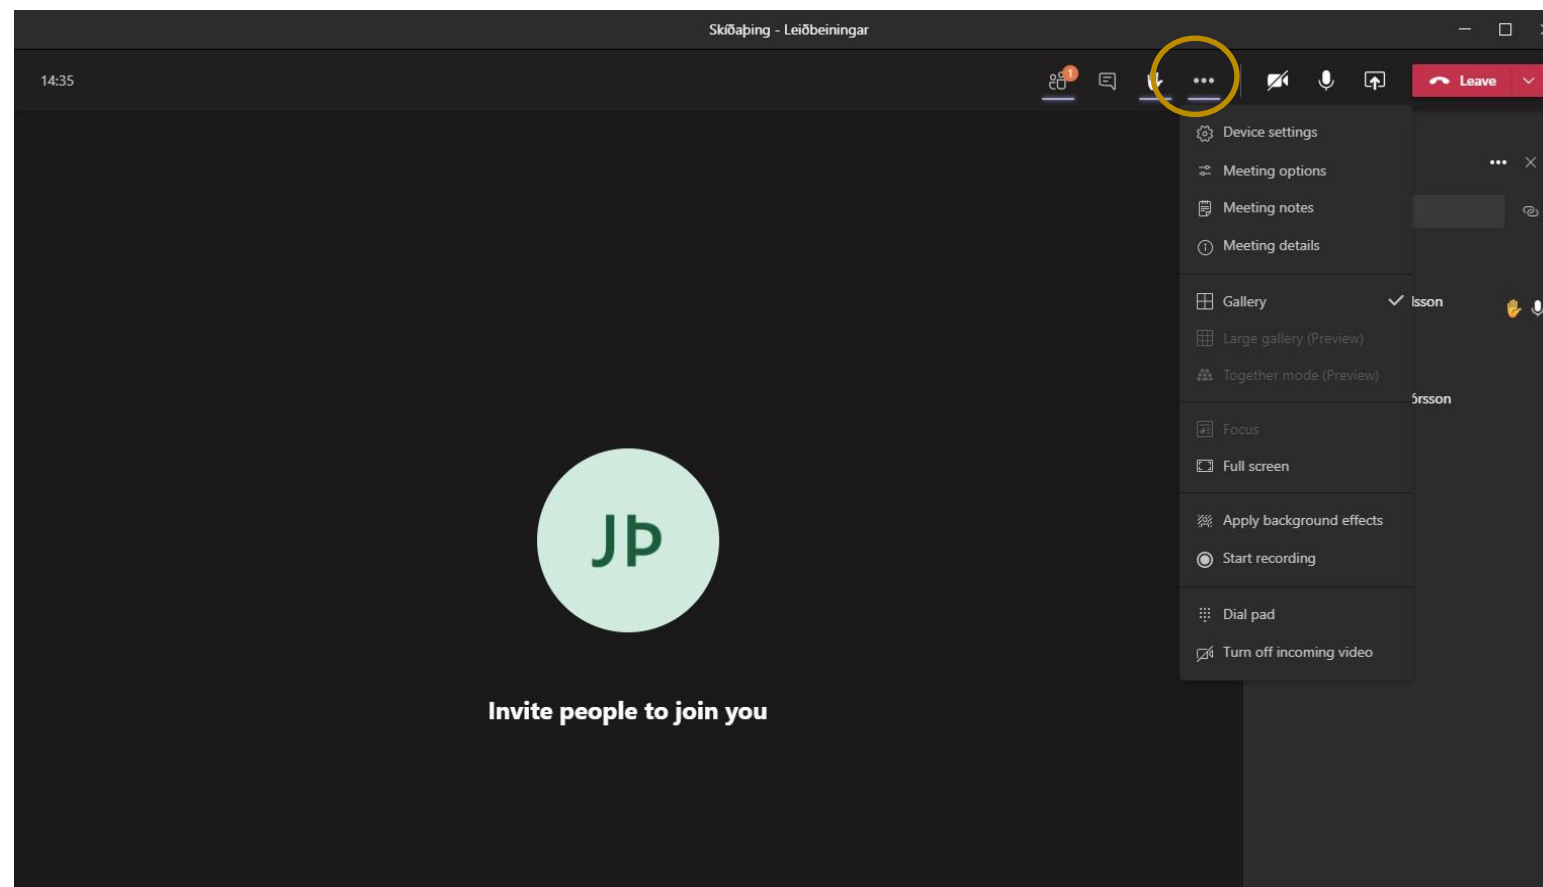 Skíðaþing - Leiðbeiningar
14:35
1
Leave
Device settings
Meeting options
Meeting notes
Meeting details
Gallery
lsson
Large gallery (Preview)
Together mode (Preview)
órsson
Focus
Full screen
Apply background effects
Start recording
Dial pad
Turn off incoming video
JÞ
Invite people to join you